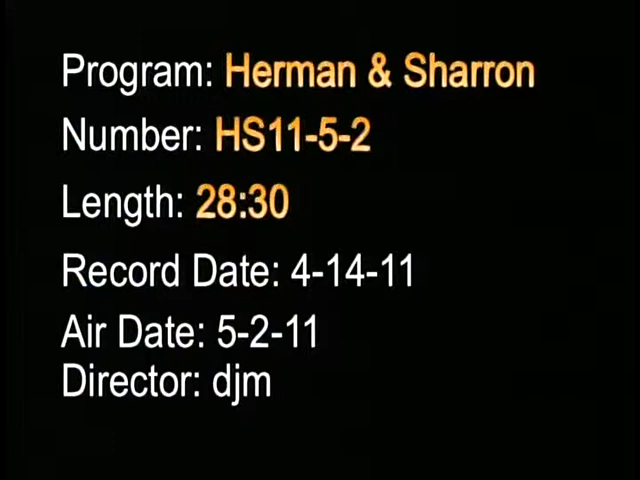 Program: Herman & Sharron
Number: HS11-5-2
Length: 28:30
Record Date: 4-14-11
Air Date: 5-2-11
Director: djm